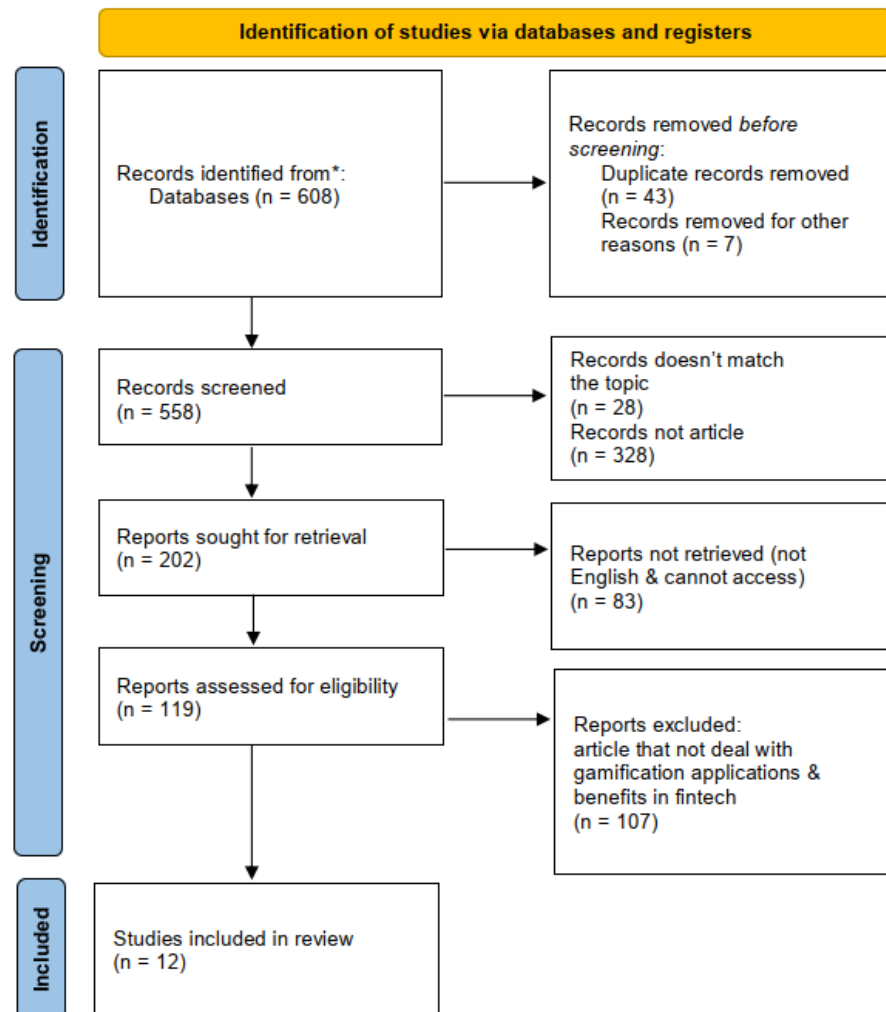 Identification of studies via databases and registers
Identification
Records identified from*:
Databases (n = 608)
Records removed before
screening:
Duplicate records removed
(n = 43)
Records removed for other
reasons (n = 7)
Screening
Records screened
(n = 558)
Records doesn’t match
the topic
(n = 28)
Records not article
(n = 328)
Reports sought for retrieval
(n = 202)
Reports not retrieved (not
English & cannot access)
(n = 83)
Reports assessed for eligibility
(n = 119)
Reports excluded:
article that not deal with
gamification applications &
benefits in fintech
(n = 107)
Included
Studies included in review
(n = 12)